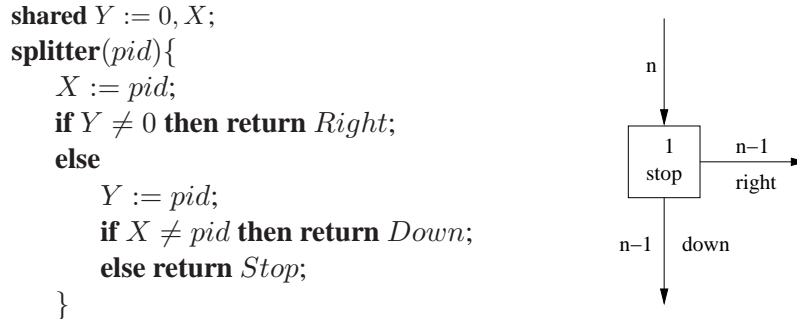 shared Y := 0, X;
splitter(pid){
X := pid;
if Y ≠ 0 then return Right;
else
Y := pid;
if X ≠ pid then return Down;
else return Stop;
}
n
1
stop
n−1
right
n−1 down